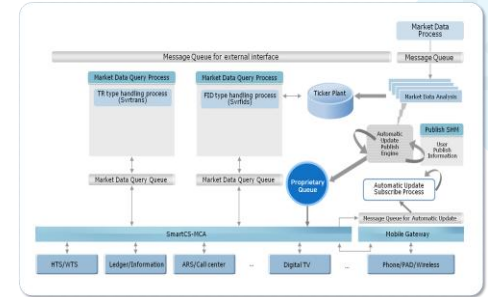 Market Data
Process
Message Queue for external interface
Message Queue
Market Data Query Process
Market Data Query Process
TR type handling process
(Svrtrans)
FID type handling process
(Svrfids)
Ticker Plant
Market Data Analysis
Automatic
Update
Publish
Engine
Publish SMM
User
Publish
Information
Market Data Query Queue
Market Data Query Queue
Proprietary
Queue
Automatic Update
Subscribe Process
Message Queue for Automatic Update
SmartCS-MCA
Mobile Gateway
HTS/WTS
Ledger/Information
ARS/Call center
...
Digital TV
...
Phone/PAD/Wireless